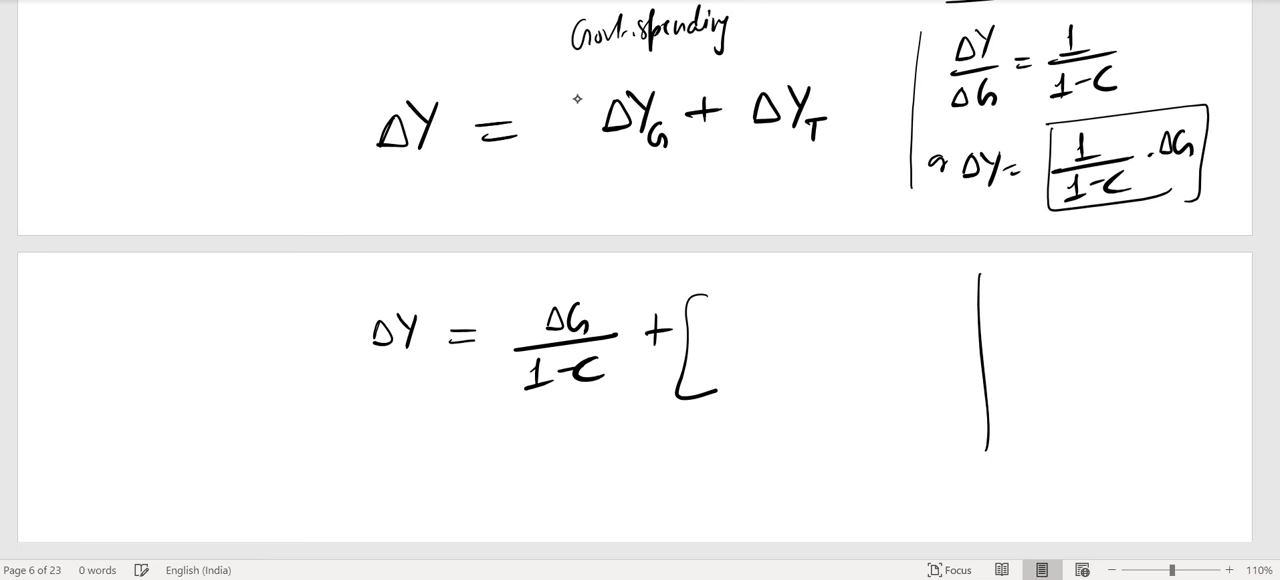 Govt. spending
ΔY = ΔY_G + ΔY_T
ΔY/ΔG = 1/(1-C)
ΔY = 1/(1-C) . ΔG
ΔY = ΔG/(1-C) + [
Page 6 of 23 0 words English (India) Focus 110%